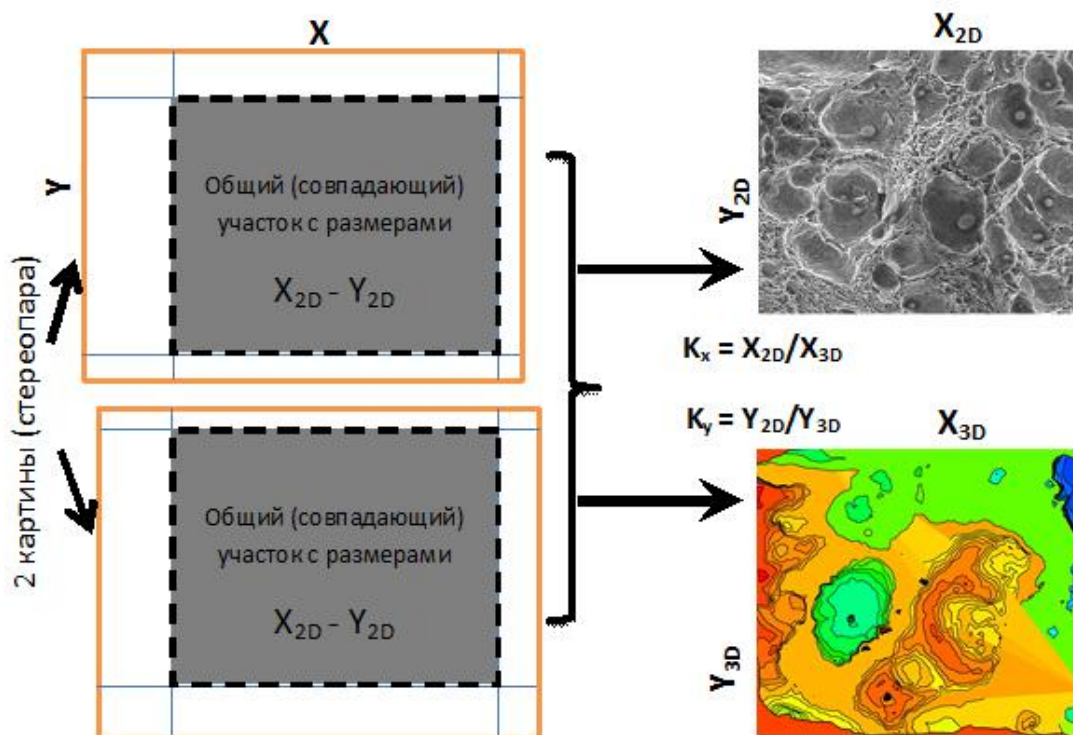 X
Y
Общий (совпадающий)
участок с размерами
X2D - Y2D
2 картины (стереопара)
Общий (совпадающий)
участок с размерами
X2D - Y2D
X2D
Y2D
Kx = X2D/X3D
Ky = Y2D/Y3D
X3D
Y3D